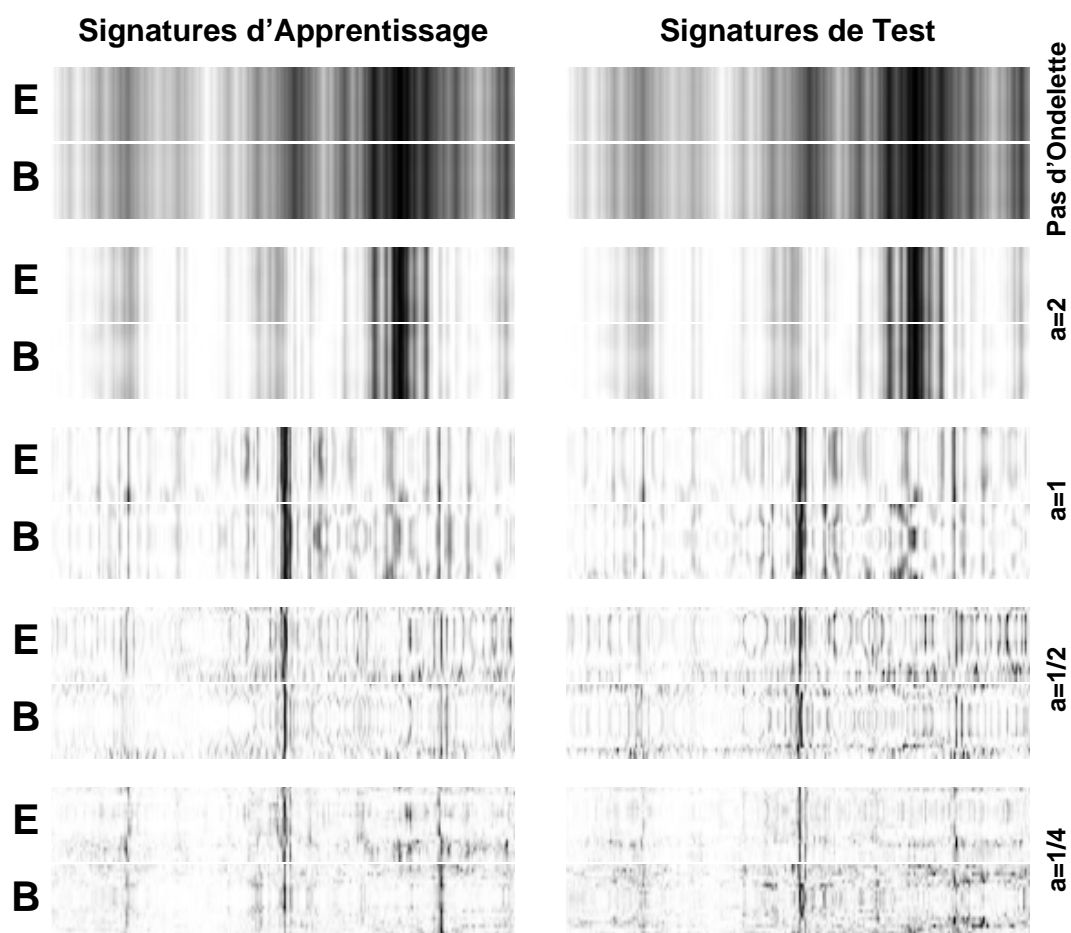 Signatures d'Apprentissage
Signatures de Test
E
B
Pas d'Ondelette
E
B
a=2
E
B
a=1
E
B
a=1/2
E
B
a=1/4